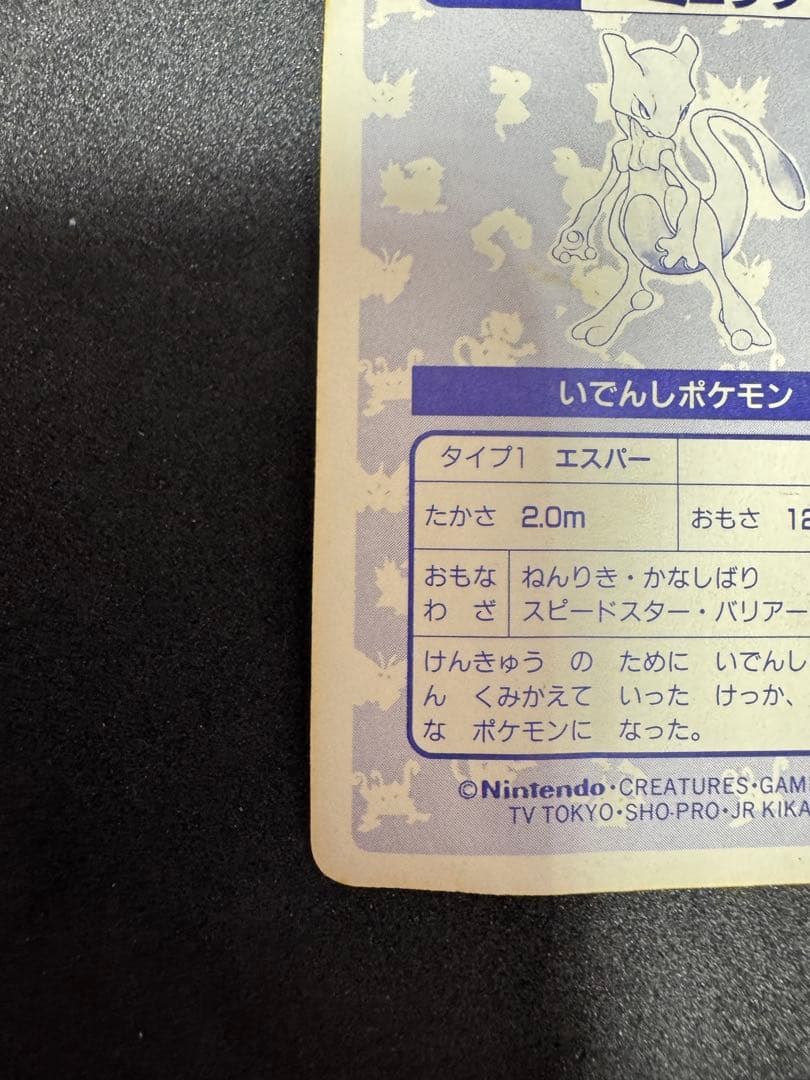 いでんしポケモン
タイプ1 エスパー
たかさ 2.0m おもさ 12
おもな ねんりき・かなしばり
わざ スピードスター・バリアー
けんきゅう の ために いでんし
ん くみかえて いった けっか、
な ポケモンに なった。
©Nintendo・CREATURES・GAM
TV TOKYO・SHO-PRO・JR KIKA